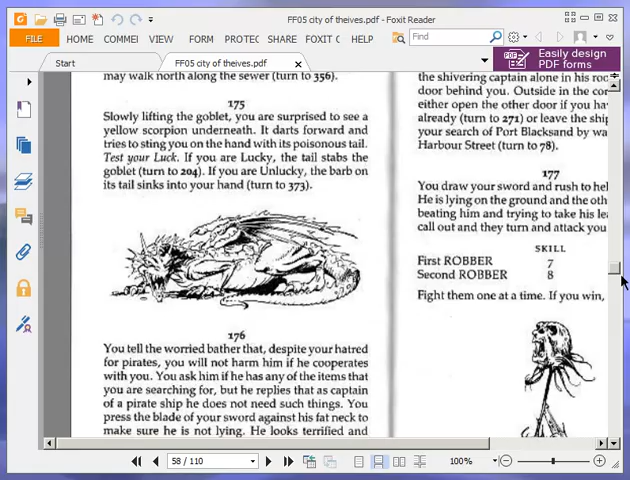 FF05 city of theives.pdf - Foxit Reader
FILE HOME COMMEI VIEW FORM PROTEC SHARE FOXIT C HELP Find
Start FF05 city of theives.pdf
Easily design
PDF forms
may walk north along the sewer (turn to 356).
175
Slowly lifting the goblet, you are surprised to see a
yellow scorpion underneath. It darts forward and
tries to sting you on the hand with its poisonous tail.
Test your Luck. If you are Lucky, the tail stabs the
goblet (turn to 204). If you are Unlucky, the barb on
its tail sinks into your hand (turn to 373).
176
You tell the worried bather that, despite your hatred
for pirates, you will not harm him if he cooperates
with you. You ask him if he has any of the items that
you are searching for, but he replies that as captain
of a pirate ship he does not need such things. You
press the blade of your sword against his fat neck to
make sure he is not lying. He looks terrified and
the shivering captain alone in his roo
door behind you. Outside in the cor
either open the other door if you ha
already (turn to 271) or leave the ship
your search of Port Blacksand by wa
Harbour Street (turn to 78).
177
You draw your sword and rush to hel
He is lying on the ground and the oth
beating him and trying to take his lea
call out and they turn and attack you
SKILL
First ROBBER 7
Second ROBBER 8
Fight them one at a time. If you win,
58 / 110
100%